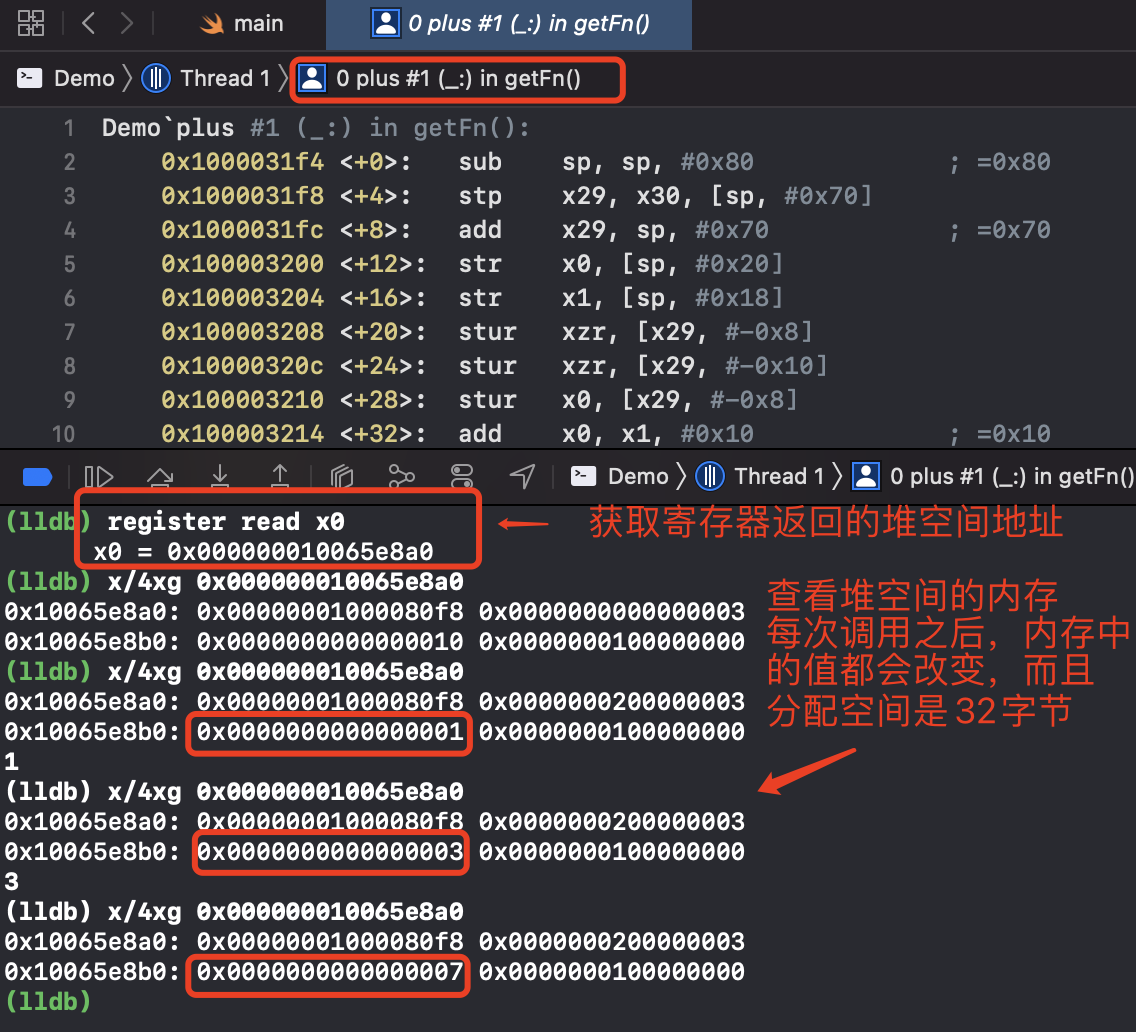 main
0 plus #1 (_:) in getFn()
Demo 〉 Thread 1 〉 0 plus #1 (_:) in getFn()
1 Demo`plus #1 (_:) in getFn():
2 0x1000031f4 <+0>: sub sp, sp, #0x80 ; =0x80
3 0x1000031f8 <+4>: stp x29, x30, [sp, #0x70]
4 0x1000031fc <+8>: add x29, sp, #0x70 ; =0x70
5 0x100003200 <+12>: str x0, [sp, #0x20]
6 0x100003204 <+16>: str x1, [sp, #0x18]
7 0x100003208 <+20>: stur xzr, [x29, #-0x8]
8 0x10000320c <+24>: stur xzr, [x29, #-0x10]
9 0x100003210 <+28>: stur x0, [x29, #-0x8]
10 0x100003214 <+32>: add x0, x1, #0x10 ; =0x10
Demo 〉 Thread 1 〉 0 plus #1 (_:) in getFn()
(lldb) register read x0
x0 = 0x000000010065e8a0
获取寄存器返回的堆空间地址
(lldb) x/4xg 0x000000010065e8a0
0x10065e8a0: 0x00000001000080f8 0x0000000000000003
0x10065e8b0: 0x0000000000000010 0x0000000100000000
(lldb) x/4xg 0x000000010065e8a0
0x10065e8a0: 0x00000001000080f8 0x0000000200000003
0x10065e8b0: 0x0000000000000001 0x0000000100000000
查看堆空间的内存
每次调用之后，内存中
的值都会改变，而且
分配空间是32字节
1
(lldb) x/4xg 0x000000010065e8a0
0x10065e8a0: 0x00000001000080f8 0x0000000200000003
0x10065e8b0: 0x0000000000000003 0x0000000100000000
3
(lldb) x/4xg 0x000000010065e8a0
0x10065e8a0: 0x00000001000080f8 0x0000000200000003
0x10065e8b0: 0x0000000000000007 0x0000000100000000
(lldb)